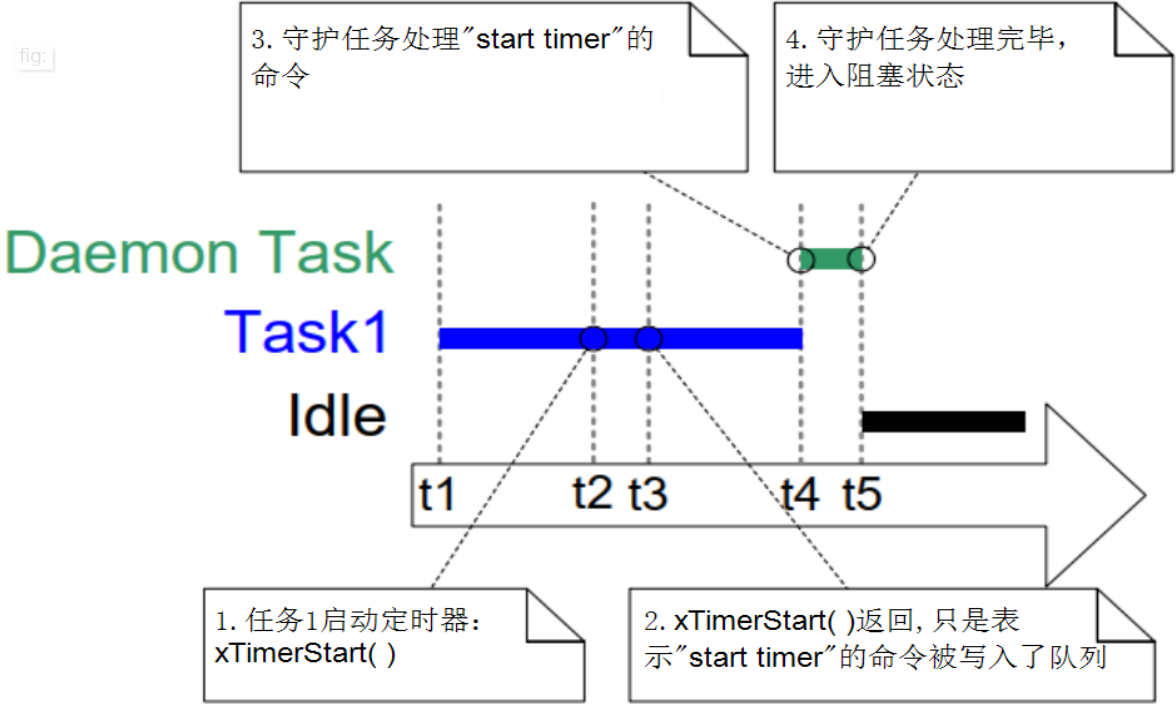 fig:
3. 守护任务处理"start timer"的
命令
4. 守护任务处理完毕，
进入阻塞状态
Daemon Task
Task1
Idle
t1 t2 t3 t4 t5
1. 任务1启动定时器：
xTimerStart( )
2. xTimerStart( )返回, 只是表
示"start timer"的命令被写入了队列